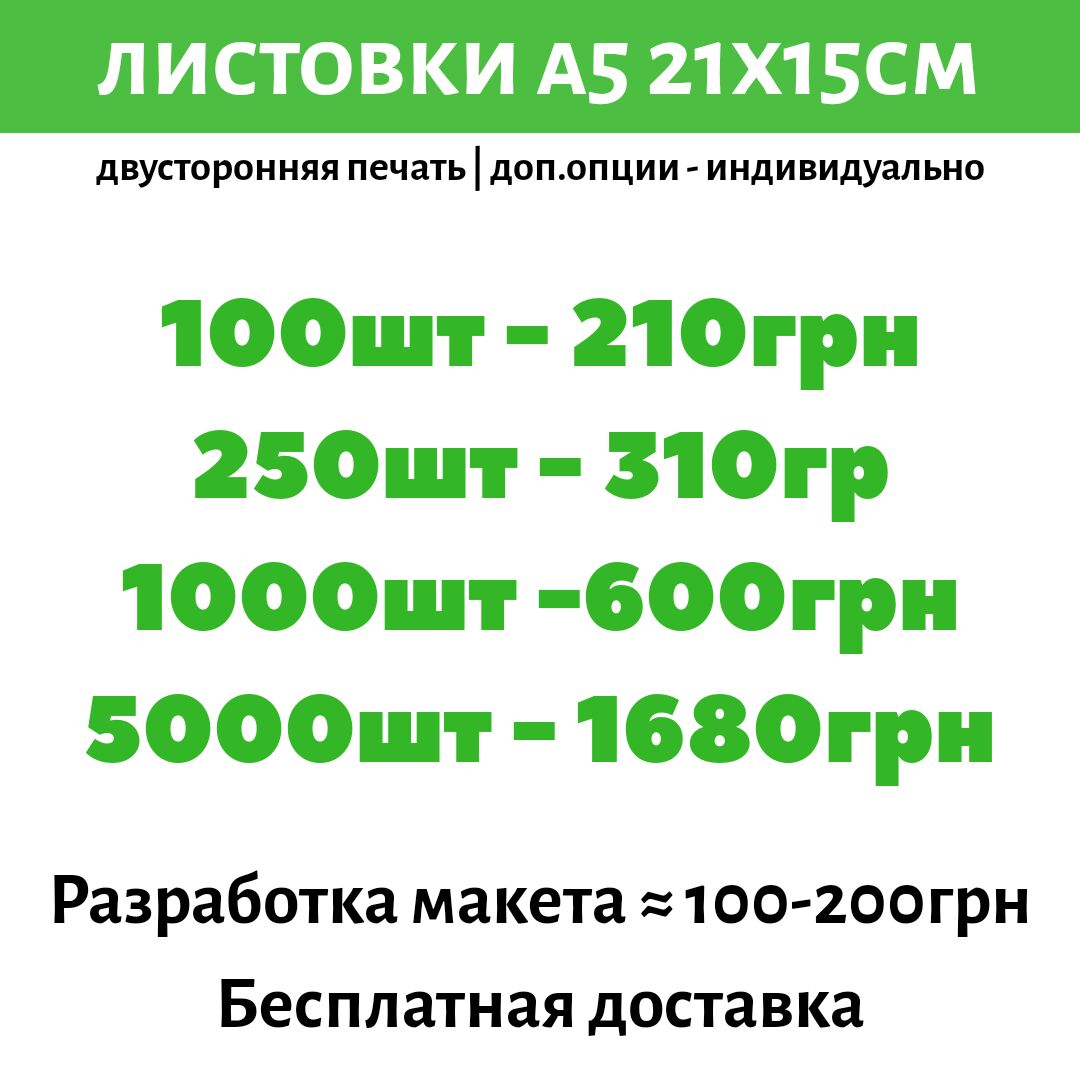 ЛИСТОВКИ А5 21Х15СМ
двусторонняя печать | доп.опции - индивидуально
100шт - 210грн
250шт - 310гр
1000шт -600грн
5000шт - 1680грн
Разработка макета ≈ 100-200грн
Бесплатная доставка